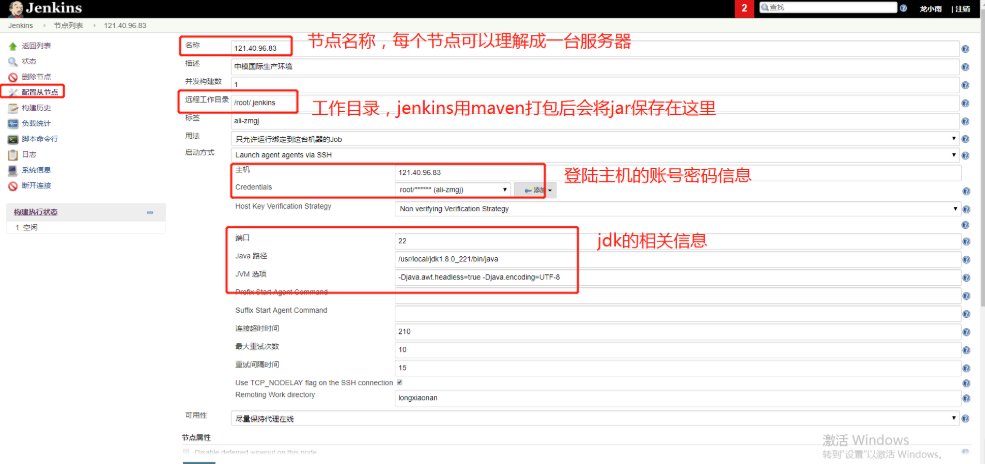 Jenkins
2
查找
龙小南 | 注销
Jenkins
节点列表
121.40.96.83
返回列表
状态
删除节点
配置从节点
构建历史
负载统计
脚本命令行
日志
系统信息
断开连接
构建执行状态
1 空闲
名称
121.40.96.83
节点名称，每个节点可以理解成一台服务器
描述
中模国际生产环境
并发构建数
1
远程工作目录
/root/.jenkins
工作目录，jenkins用maven打包后会将jar保存在这里
标签
ali-zmgj
用法
只允许运行绑定到这台机器的Job
启动方式
Launch agent agents via SSH
主机
121.40.96.83
登陆主机的账号密码信息
Credentials
root/****** (ali-zmgj)
添加
Host Key Verification Strategy
Non verifying Verification Strategy
jdk的相关信息
端口
22
Java 路径
/usr/local/jdk1.8.0_221/bin/java
JVM 选项
-Djava.awt.headless=true -Djava.encoding=UTF-8
Prefix Start Agent Command
Suffix Start Agent Command
连接超时时间
210
最大重试次数
10
重试间隔时间
15
Use TCP_NODELAY flag on the SSH connection
Remoting Work directory
longxiaonan
可用性
尽量保持代理在线
节点属性
Disable deferred wipeout on this node
激活 Windows
转到"设置"以激活 Windows。